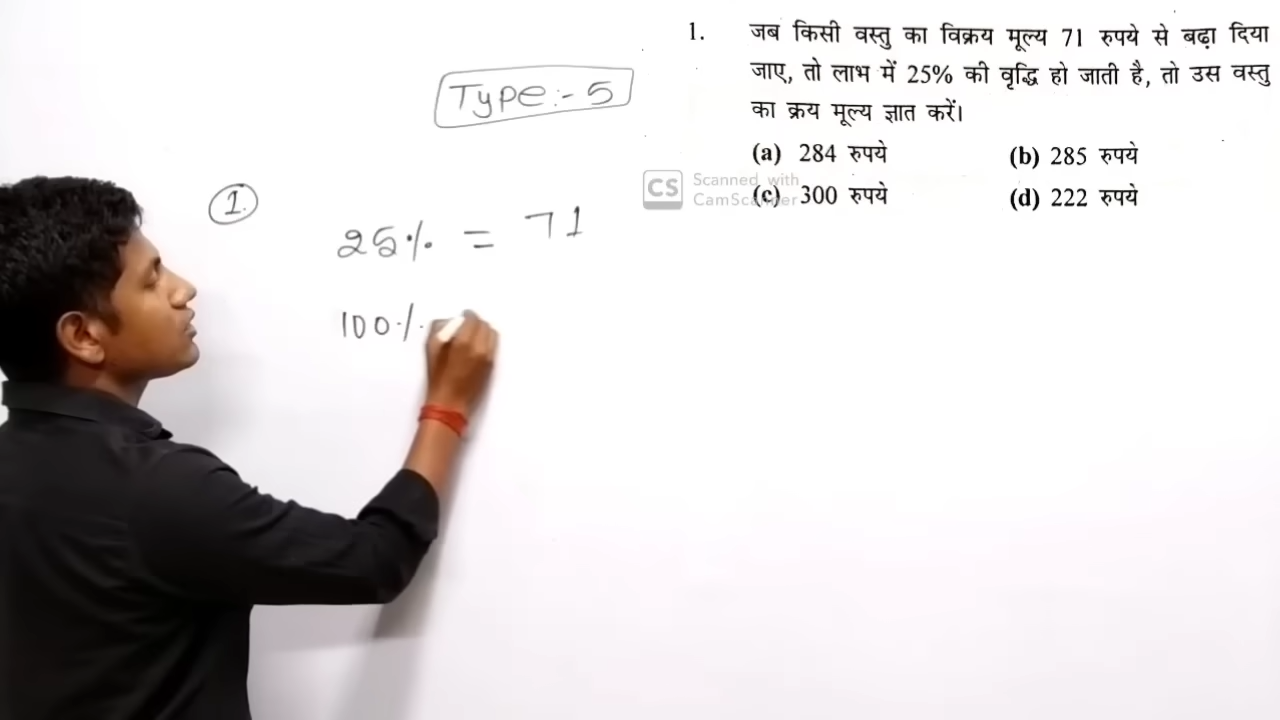 1. जब किसी वस्तु का विक्रय मूल्य 71 रुपये से बढ़ा दिया
जाए, तो लाभ में 25% की वृद्धि हो जाती है, तो उस वस्तु
का क्रय मूल्य ज्ञात करें।
(a) 284 रुपये (b) 285 रुपये
(c) 300 रुपये (d) 222 रुपये
CS Scanned with
CamScanner
Type:- 5
1.
25% = 71
100%